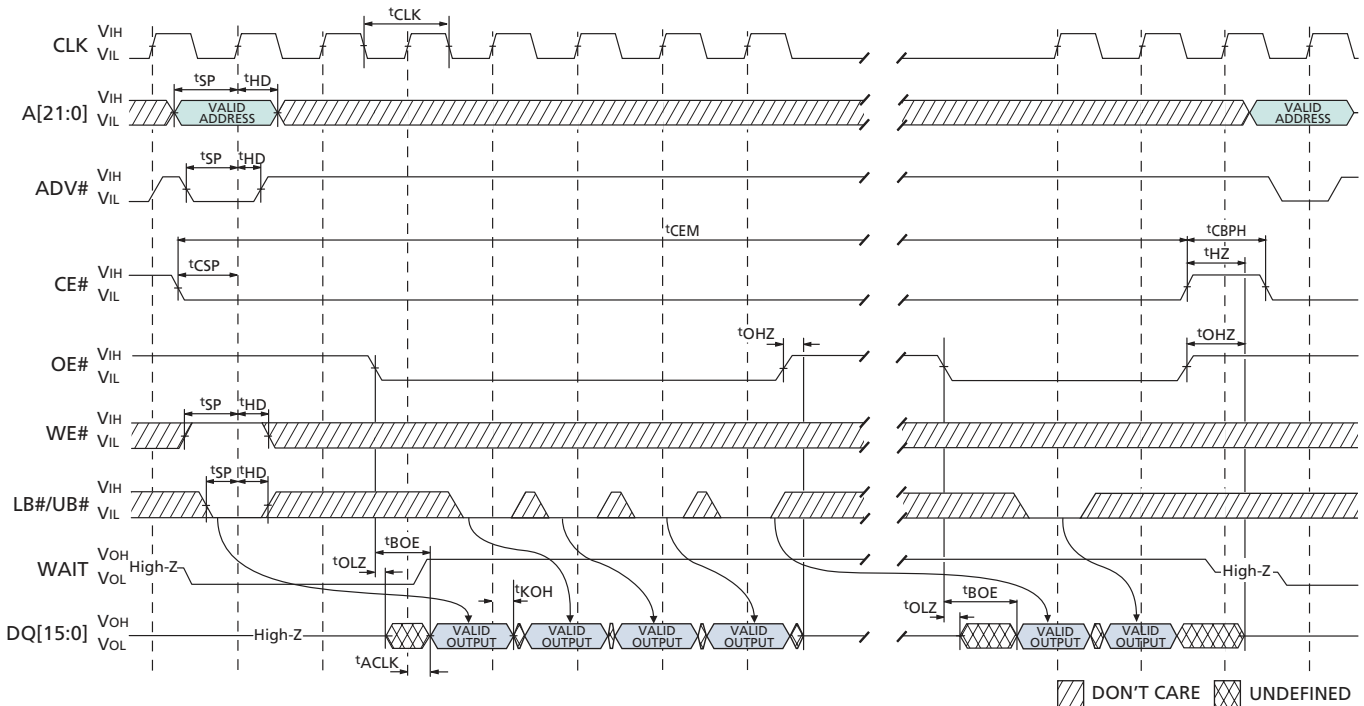 tCLK
CLK VIH
VIL
tSP tHD
A[21:0] VIH
VIL
VALID ADDRESS
VALID ADDRESS
tSP tHD
ADV# VIH
VIL
tCEM
tCBPH
tHZ
tCSP
CE# VIH
VIL
tOHZ
tOHZ
OE# VIH
VIL
tSP tHD
WE# VIH
VIL
tSP tHD
LB#/UB# VIH
VIL
tBOE
tOLZ
WAIT VOH
VOL
High-Z
High-Z
tKOH
tBOE
tOLZ
DQ[15:0] VOH
VOL
High-Z
VALID OUTPUT
VALID OUTPUT
VALID OUTPUT
VALID OUTPUT
VALID OUTPUT
VALID OUTPUT
tACLK
DON'T CARE
UNDEFINED